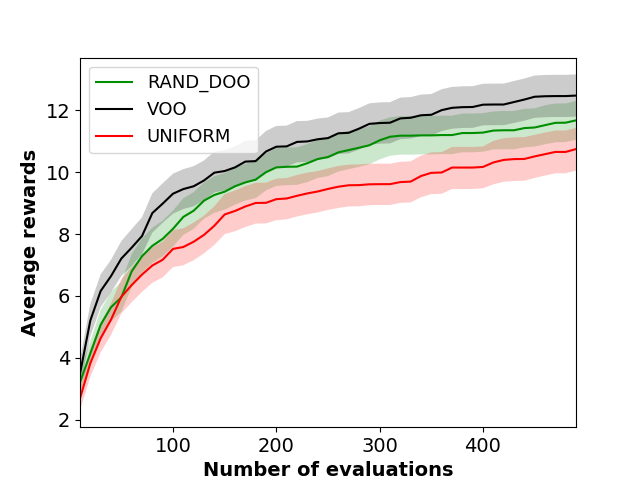 RAND_DOO
VOO
UNIFORM
12
10
8
6
4
2
Average rewards
100
200
300
400
Number of evaluations